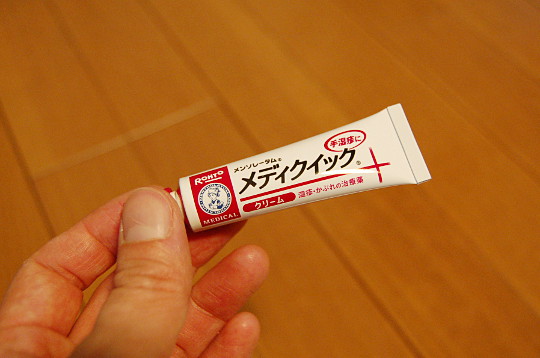 手湿疹に
メンソレータム®
ROHTO
メディクイック®
クリーム 湿疹・かぶれの治療薬
MEDICAL